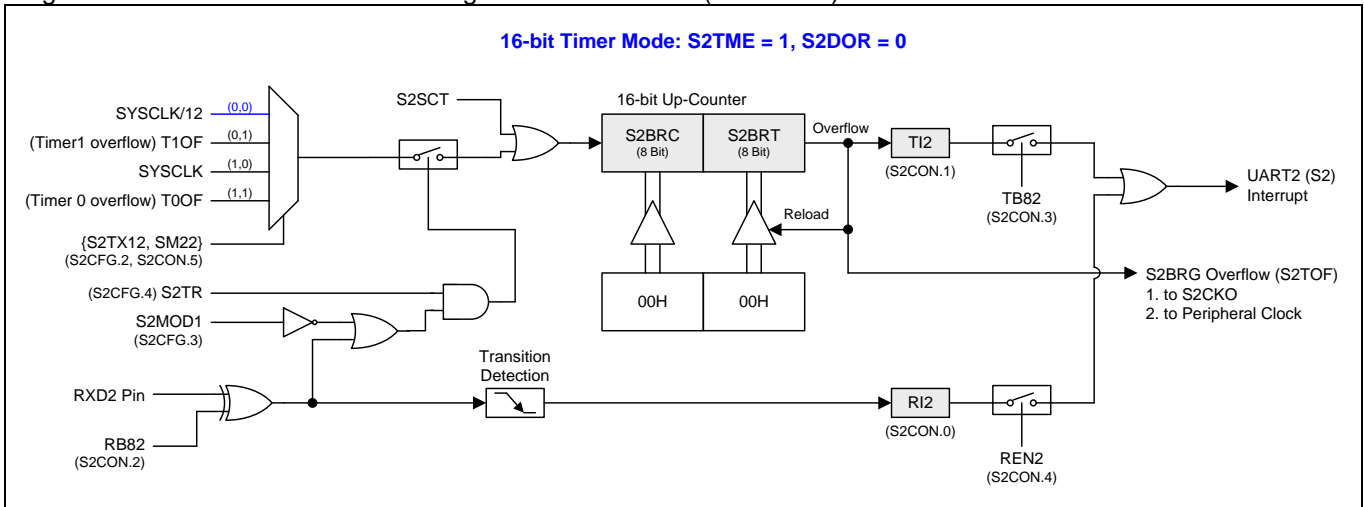 16-bit Timer Mode: S2TME = 1, S2DOR = 0
SYSCLK/12
(0,0)
(Timer1 overflow) T1OF
(0,1)
SYSCLK
(1,0)
(Timer 0 overflow) T0OF
(1,1)
{S2TX12, SM22}
(S2CFG.2, S2CON.5)
(S2CFG.4) S2TR
S2MOD1
(S2CFG.3)
RXD2 Pin
RB82
(S2CON.2)
S2SCT
16-bit Up-Counter
S2BRC
(8 Bit)
S2BRT
(8 Bit)
Overflow
Reload
00H
00H
Transition
Detection
TI2
(S2CON.1)
TB82
(S2CON.3)
UART2 (S2)
Interrupt
S2BRG Overflow (S2TOF)
1. to S2CKO
2. to Peripheral Clock
RI2
(S2CON.0)
REN2
(S2CON.4)